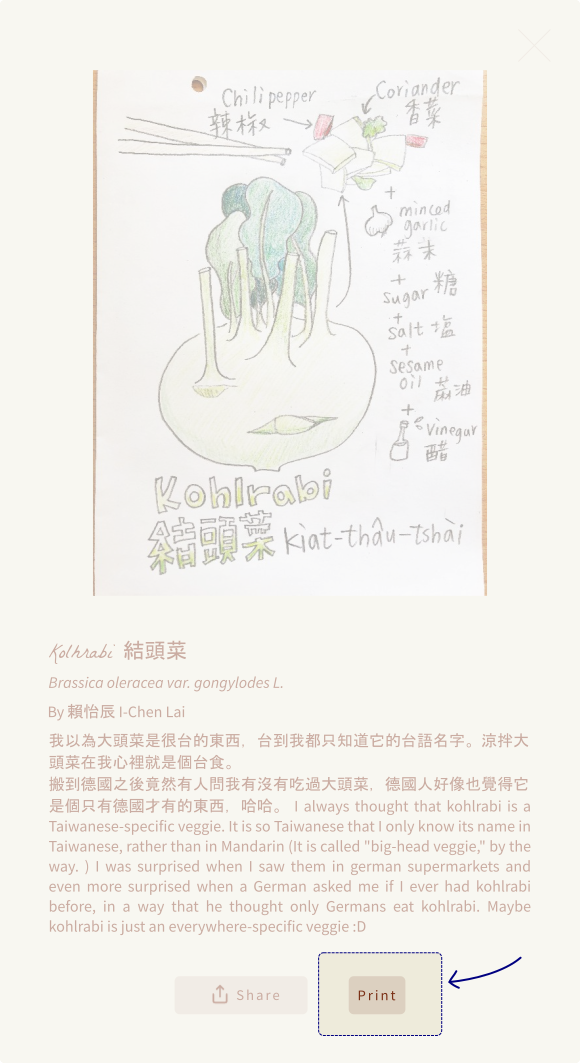 Chili pepper
辣椒
Coriander
香菜
+
minced
garlic
蒜末
+
sugar 糖
+
salt 塩
+
sesame
oil 蔴油
+
Vinegar
醋
Kohlrabi
結頭菜 kiat-thâu-tshài
Kolhrabi 結頭菜
Brassica oleracea var. gongylodes L.
By 賴怡辰 I-Chen Lai
我以為大頭菜是很台的東西，台到我都只知道它的台語名字。涼拌大
頭菜在我心裡就是個台食。
搬到德國之後竟然有人問我有沒有吃過大頭菜，德國人好像也覺得它
是個只有德國才有的東西，哈哈。 I always thought that kohlrabi is a
Taiwanese-specific veggie. It is so Taiwanese that I only know its name in
Taiwanese, rather than in Mandarin (It is called "big-head veggie," by the
way. ) I was surprised when I saw them in german supermarkets and
even more surprised when a German asked me if I ever had kohlrabi
before, in a way that he thought only Germans eat kohlrabi. Maybe
kohlrabi is just an everywhere-specific veggie :D
Share
Print